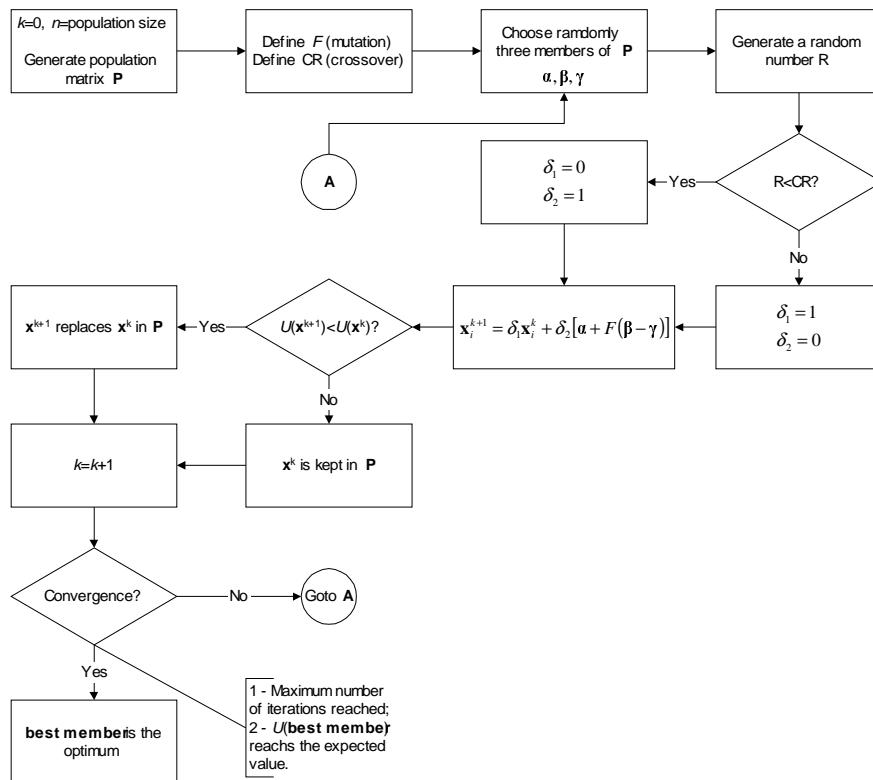 k=0, n=population size
Generate population
matrix P
Define F (mutation)
Define CR (crossover)
Choose ramdomly
three members of P
α, β, γ
Generate a random
number R
A
δ₁ = 0
δ₂ = 1
Yes
R<CR?
No
x^{k+1} replaces x^k in P
Yes
U(x^{k+1})<U(x^k)?
x_i^{k+1} = δ₁x_i^k + δ₂[α + F(β − γ)]
δ₁ = 1
δ₂ = 0
No
k=k+1
x^k is kept in P
Convergence?
No
Goto A
Yes
best member is the
optimum
1 - Maximum number
of iterations reached;
2 - U(best member)
reachs the expected
value.